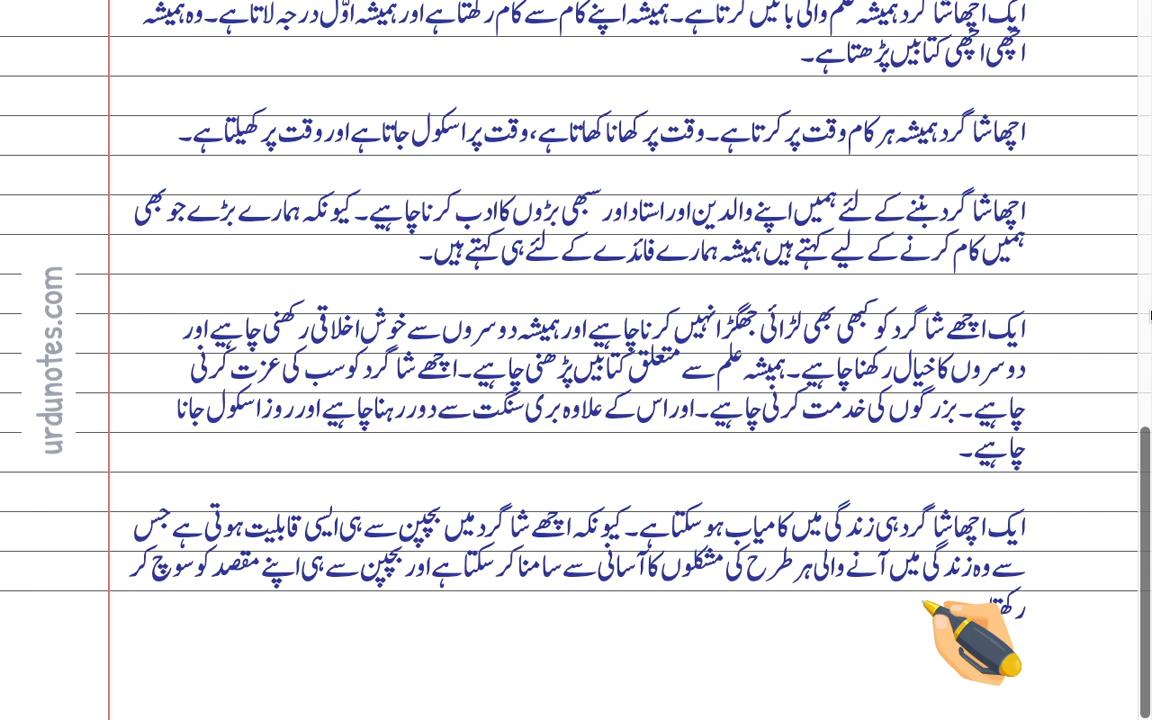 ایک اچھا شاگرد ہمیشہ علم والی باتیں کرتا ہے۔ ہمیشہ اپنے کام سے کام رکھتا ہے اور ہمیشہ اوّل درجہ لاتا ہے۔ وہ ہمیشہ
اچھی اچھی کتابیں پڑھتا ہے۔
اچھا شاگرد ہمیشہ ہر کام وقت پر کرتا ہے۔ وقت پر کھانا کھاتا ہے، وقت پر اسکول جاتا ہے اور وقت پر کھیلتا ہے۔
اچھا شاگرد بننے کے لئے ہمیں اپنے والدین اور استاد اور سبھی بڑوں کا ادب کرنا چاہیے۔ کیونکہ ہمارے بڑے جو بھی
ہمیں کام کرنے کے لیے کہتے ہیں ہمیشہ ہمارے فائدے کے لئے ہی کہتے ہیں۔
ایک اچھے شاگرد کو کبھی بھی لڑائی جھگڑا نہیں کرنا چاہیے اور ہمیشہ دوسروں سے خوش اخلاقی رکھنی چاہیے اور
دوسروں کا خیال رکھنا چاہیے۔ ہمیشہ علم سے متعلق کتابیں پڑھنی چاہیے۔ اچھے شاگرد کو سب کی عزت کرنی
چاہیے۔ بزرگوں کی خدمت کرنی چاہیے۔ اور اس کے علاوہ بری سنگت سے دور رہنا چاہیے اور روز اسکول جانا
چاہیے۔
ایک اچھا شاگرد ہی زندگی میں کامیاب ہو سکتا ہے۔ کیونکہ اچھے شاگرد میں بچپن سے ہی ایسی قابلیت ہوتی ہے جس
سے وہ زندگی میں آنے والی ہر طرح کی مشکلوں کا آسانی سے سامنا کر سکتا ہے اور بچپن سے ہی اپنے مقصد کو سوچ کر
urdunotes.com